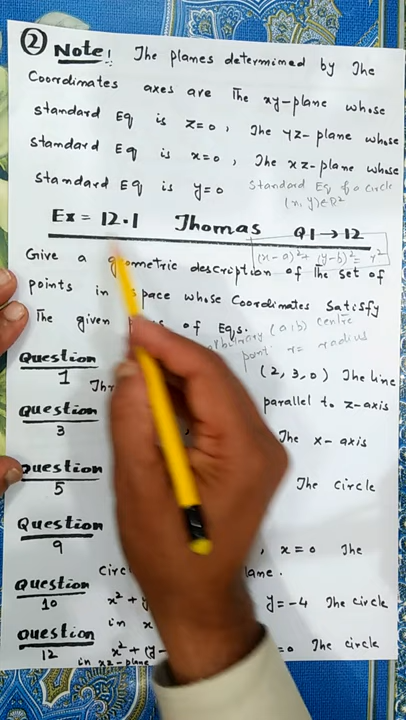 ② Note: The planes determined by The
Coordinates axes are The xy-plane whose
standard Eq is z=0, The yz-plane whose
standard Eq is x=0, The xz-plane whose
standard Eq is y=0 Standard Eq of a circle
(x, y)∈R²
Ex = 12.1 Thomas Q1 → 12
(x-a)² + (y-b)² = r²
Give a geometric description of The set of
points in space whose Coordinates Satisfy
The given of Eqs. (a,b) centre
point r= radius
Question
1 (2, 3, 0) The line
parallel to z-axis
Question
3 The x-axis
Question
5 The circle
Question
9 , x=0 The
plane.
Question
10 x² + y=-4 The circle
in x
Question
12 x² + (y- =0 The circle
in xz-plane